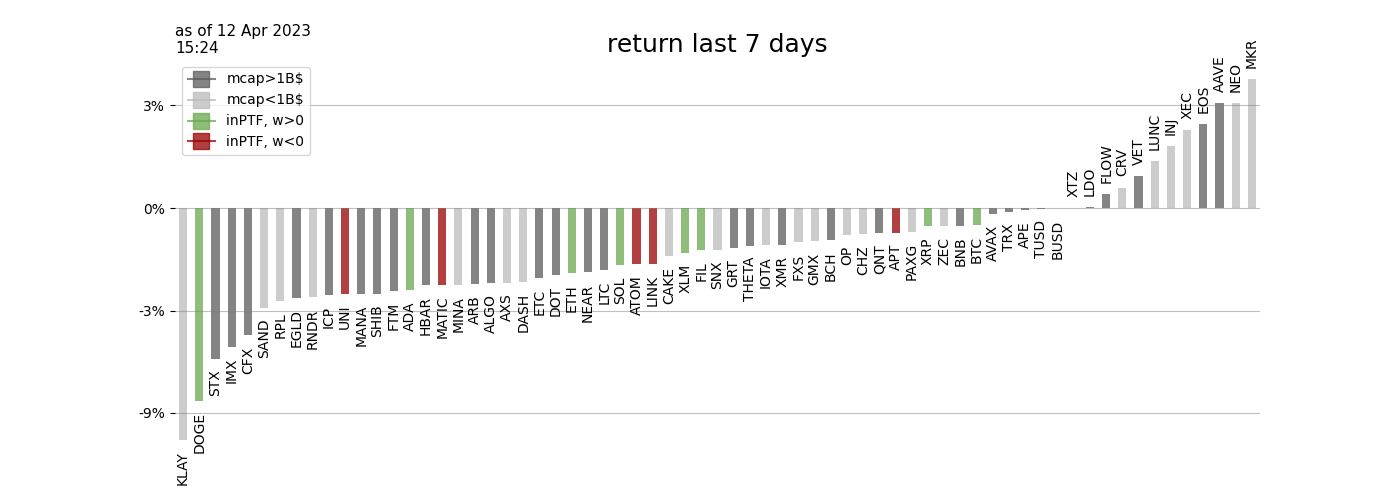 as of 12 Apr 2023
15:24
return last 7 days
mcap>1B$
mcap<1B$
inPTF, w>0
inPTF, w<0
3%
0%
-3%
-9%
KLAY
DOGE
STX
IMX
CFX
SAND
RPL
EGLD
RNDR
ICP
UNI
MANA
SHIB
FTM
ADA
HBAR
MATIC
MINA
ARB
ALGO
AXS
DASH
ETC
DOT
ETH
NEAR
LTC
SOL
ATOM
LINK
CAKE
XLM
FIL
SNX
GRT
THETA
IOTA
XMR
FXS
GMX
BCH
OP
CHZ
QNT
APT
PAXG
XRP
ZEC
BNB
BTC
AVAX
TRX
APE
TUSD
BUSD
XTZ
LDO
FLOW
CRV
VET
LUNC
INJ
XEC
EOS
AAVE
NEO
MKR